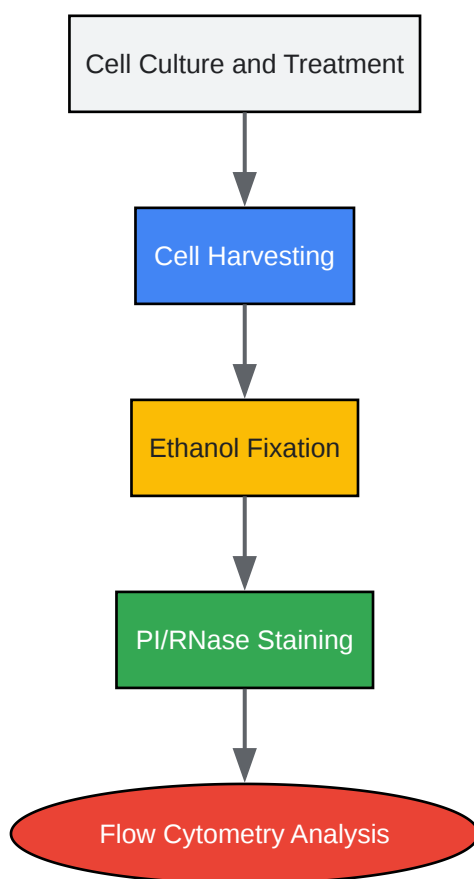 Cell Culture and Treatment
Cell Harvesting
Ethanol Fixation
PI/RNase Staining
Flow Cytometry Analysis